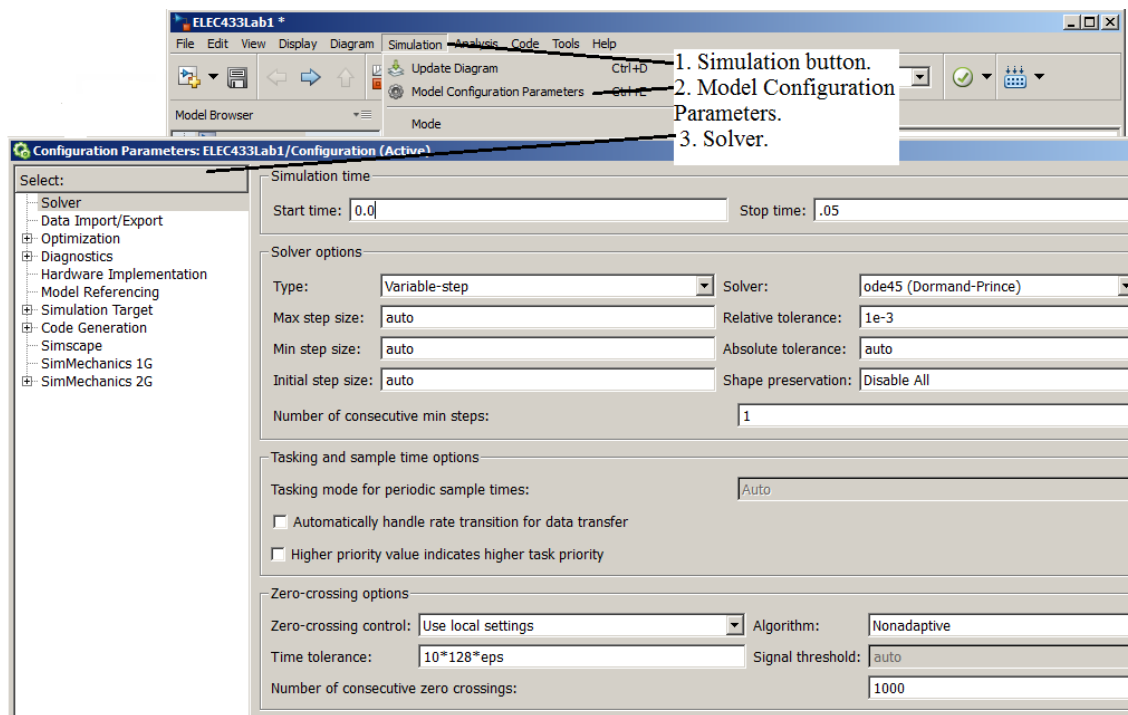 ELEC433Lab1 *
File Edit View Display Diagram Simulation Analysis Code Tools Help
Update Diagram Ctrl+D
Model Configuration Parameters Ctrl+E
Model Browser
Mode
1. Simulation button.
2. Model Configuration
Parameters.
3. Solver.
Configuration Parameters: ELEC433Lab1/Configuration (Active)
Select:
Solver
Data Import/Export
Optimization
Diagnostics
Hardware Implementation
Model Referencing
Simulation Target
Code Generation
Simscape
SimMechanics 1G
SimMechanics 2G
Simulation time
Start time: 0.0 Stop time: .05
Solver options
Type: Variable-step Solver: ode45 (Dormand-Prince)
Max step size: auto Relative tolerance: 1e-3
Min step size: auto Absolute tolerance: auto
Initial step size: auto Shape preservation: Disable All
Number of consecutive min steps: 1
Tasking and sample time options
Tasking mode for periodic sample times: Auto
Automatically handle rate transition for data transfer
Higher priority value indicates higher task priority
Zero-crossing options
Zero-crossing control: Use local settings Algorithm: Nonadaptive
Time tolerance: 10*128*eps Signal threshold: auto
Number of consecutive zero crossings: 1000